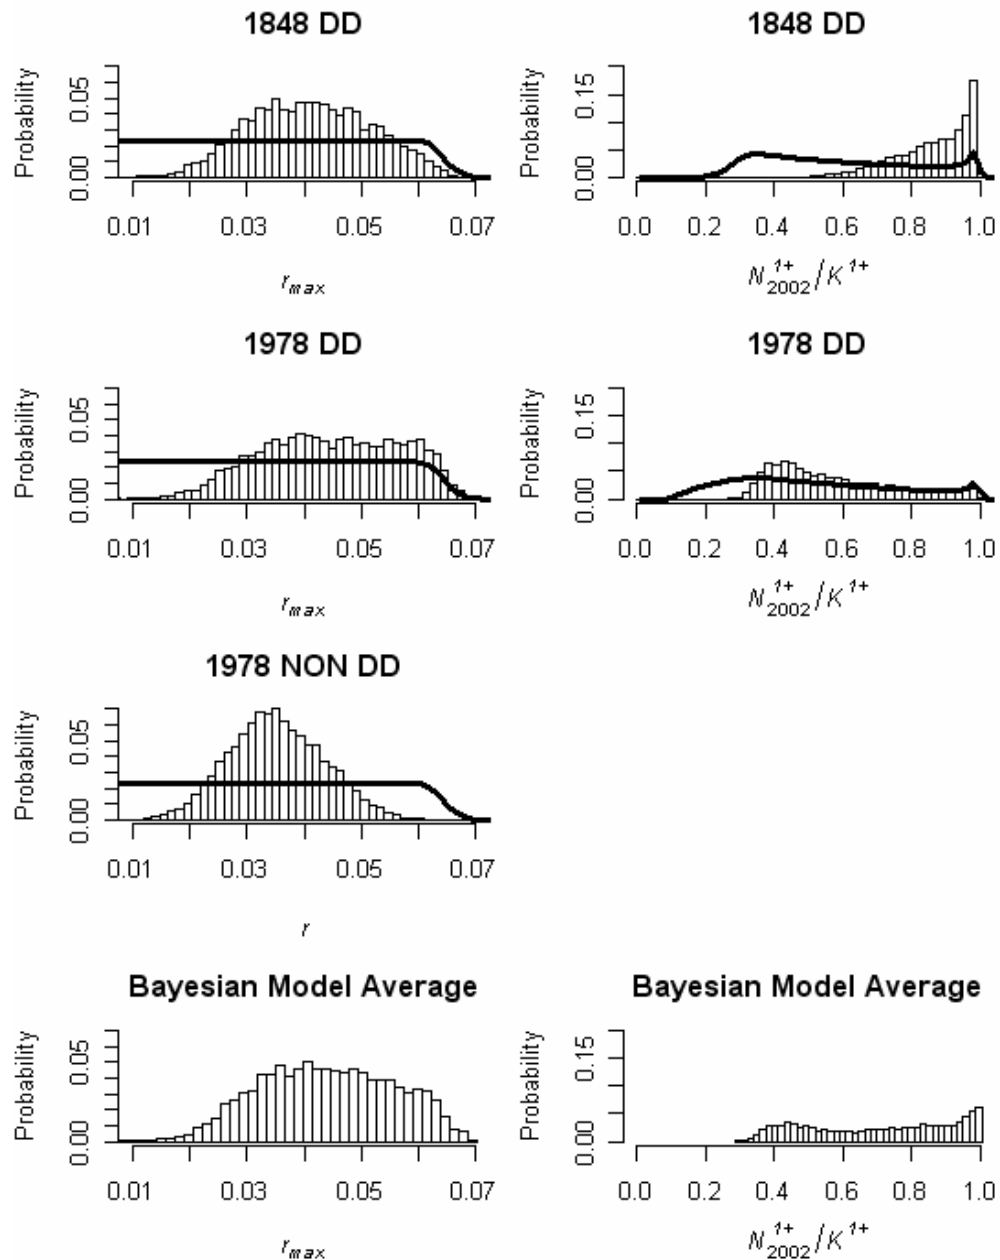 1848 DD
Probability
0.00 0.05
0.01 0.03 0.05 0.07
r_max
1848 DD
Probability
0.00 0.15
0.0 0.2 0.4 0.6 0.8 1.0
N_2002^1+/K^1+
1978 DD
Probability
0.00 0.05
0.01 0.03 0.05 0.07
r_max
1978 DD
Probability
0.00 0.15
0.0 0.2 0.4 0.6 0.8 1.0
N_2002^1+/K^1+
1978 NON DD
Probability
0.00 0.05
0.01 0.03 0.05 0.07
r
Bayesian Model Average
Probability
0.00 0.05
0.01 0.03 0.05 0.07
r_max
Bayesian Model Average
Probability
0.00 0.15
0.0 0.2 0.4 0.6 0.8 1.0
N_2002^1+/K^1+